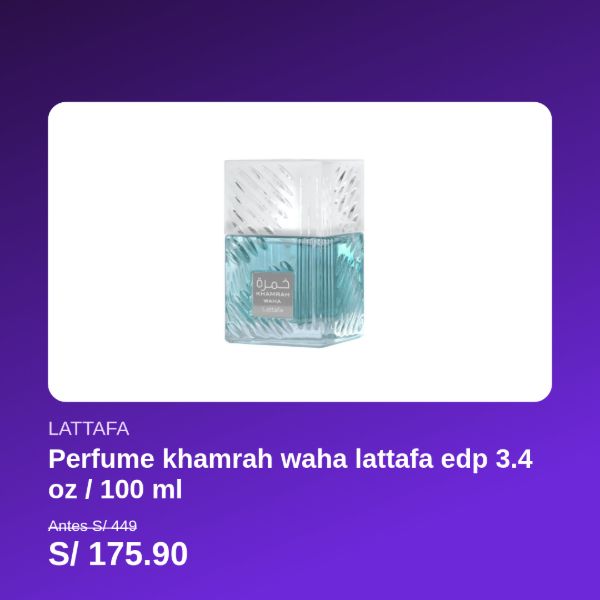 خمرة
KHAMRAH
WAHA
Lattafa
LATTAFA
Perfume khamrah waha lattafa edp 3.4
oz / 100 ml
Antes S/ 449
S/ 175.90